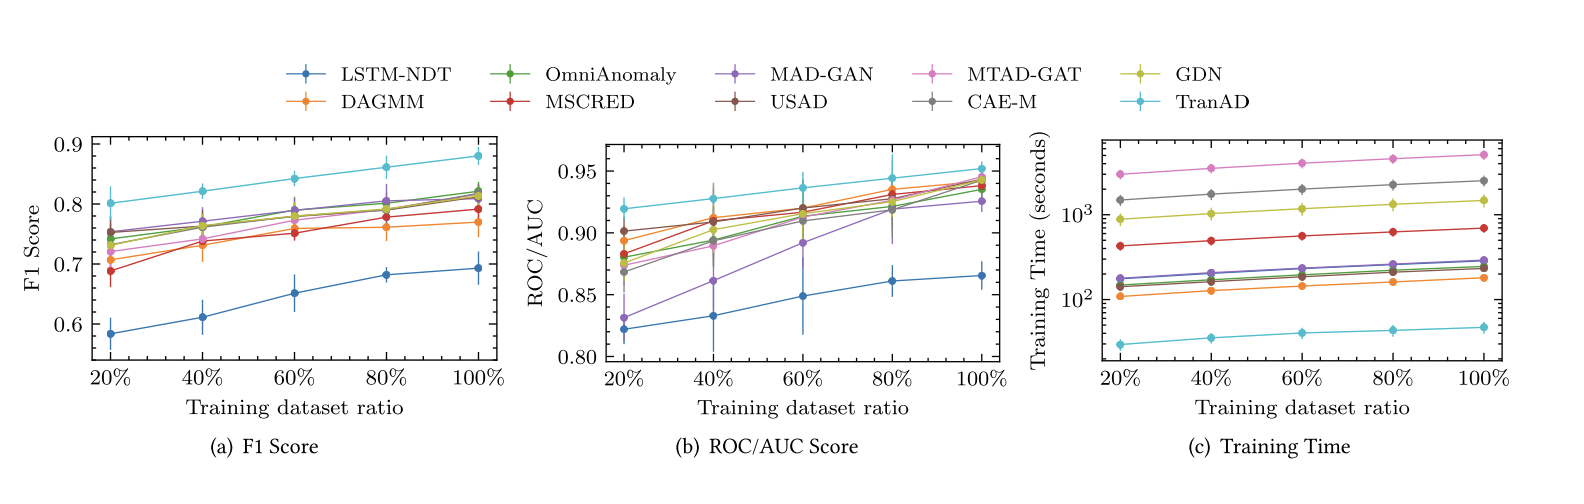 LSTM-NDT OmniAnomaly MAD-GAN MTAD-GAT GDN
DAGMM MSCRED USAD CAE-M TranAD
F1 Score
0.9
0.8
0.7
0.6
20% 40% 60% 80% 100%
Training dataset ratio
(a) F1 Score
ROC/AUC
0.95
0.90
0.85
0.80
20% 40% 60% 80% 100%
Training dataset ratio
(b) ROC/AUC Score
Training Time (seconds)
10³
10²
20% 40% 60% 80% 100%
Training dataset ratio
(c) Training Time